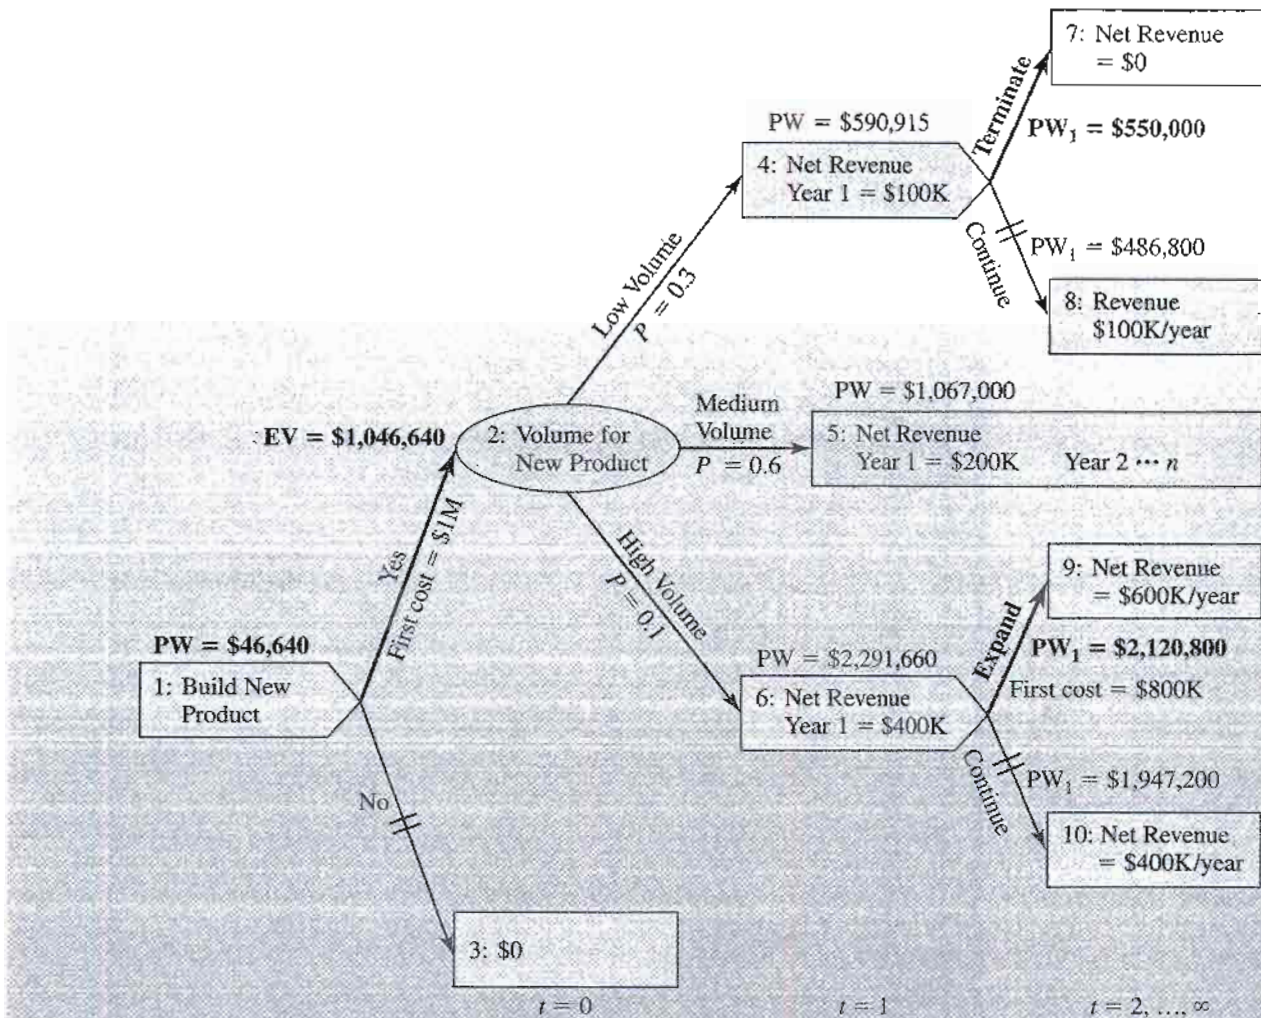 7: Net Revenue
= $0
Terminate
PW₁ = $550,000
PW = $590,915
4: Net Revenue
Year 1 = $100K
Continue
PW₁ = $486,800
8: Revenue
$100K/year
Low Volume
P = 0.3
EV = $1,046,640
2: Volume for
New Product
Medium
Volume
P = 0.6
PW = $1,067,000
5: Net Revenue
Year 1 = $200K Year 2 ⋯ n
High Volume
P = 0.1
Yes
First cost = $1M
PW = $46,640
1: Build New
Product
No
3: $0
PW = $2,291,660
6: Net Revenue
Year 1 = $400K
Expand
9: Net Revenue
= $600K/year
PW₁ = $2,120,800
First cost = $800K
Continue
PW₁ = $1,947,200
10: Net Revenue
= $400K/year
t = 0
t = 1
t = 2, ..., ∞